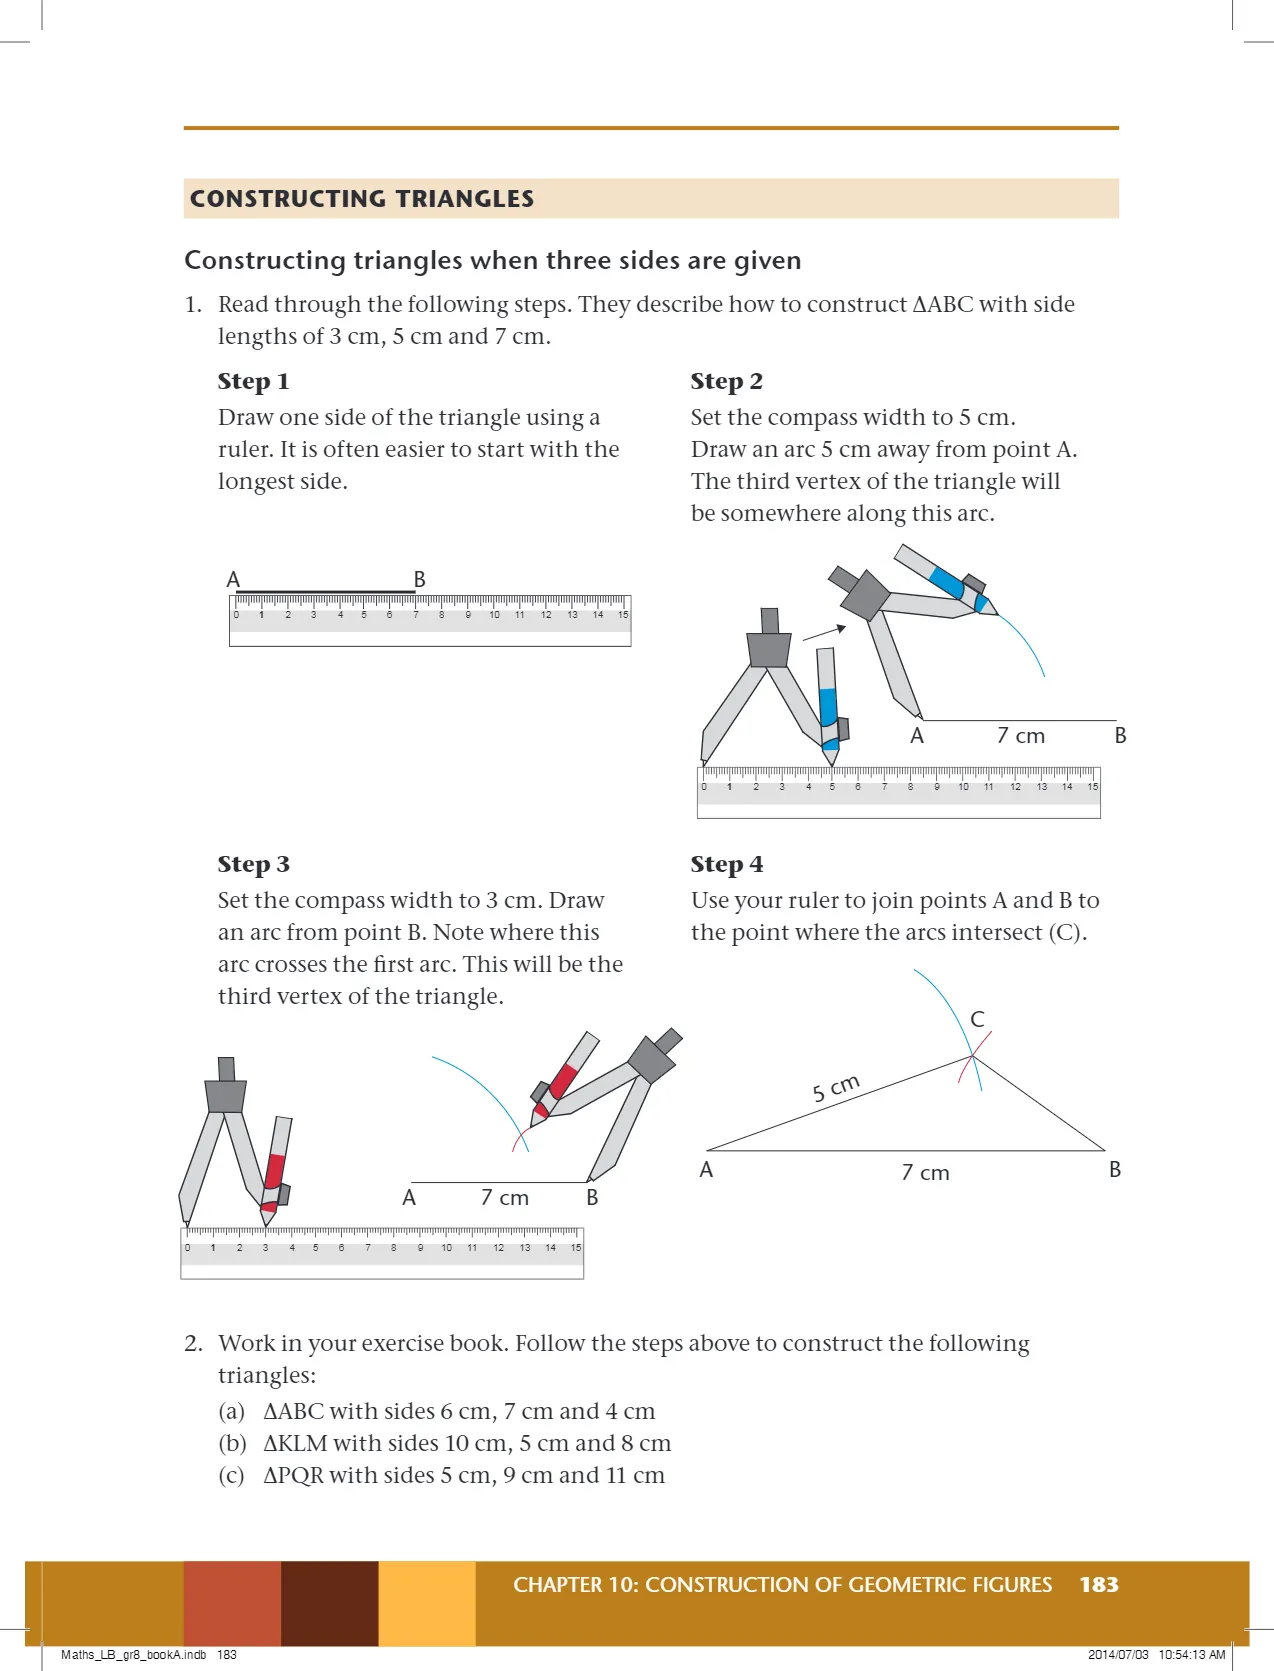 CONSTRUCTING TRIANGLES
Constructing triangles when three sides are given
1. Read through the following steps. They describe how to construct ΔABC with side
lengths of 3 cm, 5 cm and 7 cm.
Step 1
Draw one side of the triangle using a
ruler. It is often easier to start with the
longest side.
A B
0 1 2 3 4 5 6 7 8 9 10 11 12 13 14 15
Step 2
Set the compass width to 5 cm.
Draw an arc 5 cm away from point A.
The third vertex of the triangle will
be somewhere along this arc.
A 7 cm B
0 1 2 3 4 5 6 7 8 9 10 11 12 13 14 15
Step 3
Set the compass width to 3 cm. Draw
an arc from point B. Note where this
arc crosses the first arc. This will be the
third vertex of the triangle.
A 7 cm B
0 1 2 3 4 5 6 7 8 9 10 11 12 13 14 15
Step 4
Use your ruler to join points A and B to
the point where the arcs intersect (C).
C
5 cm
A 7 cm B
2. Work in your exercise book. Follow the steps above to construct the following
triangles:
(a) ΔABC with sides 6 cm, 7 cm and 4 cm
(b) ΔKLM with sides 10 cm, 5 cm and 8 cm
(c) ΔPQR with sides 5 cm, 9 cm and 11 cm
CHAPTER 10: CONSTRUCTION OF GEOMETRIC FIGURES 183
Maths_LB_gr8_bookA.indb 183 2014/07/03 10:54:13 AM